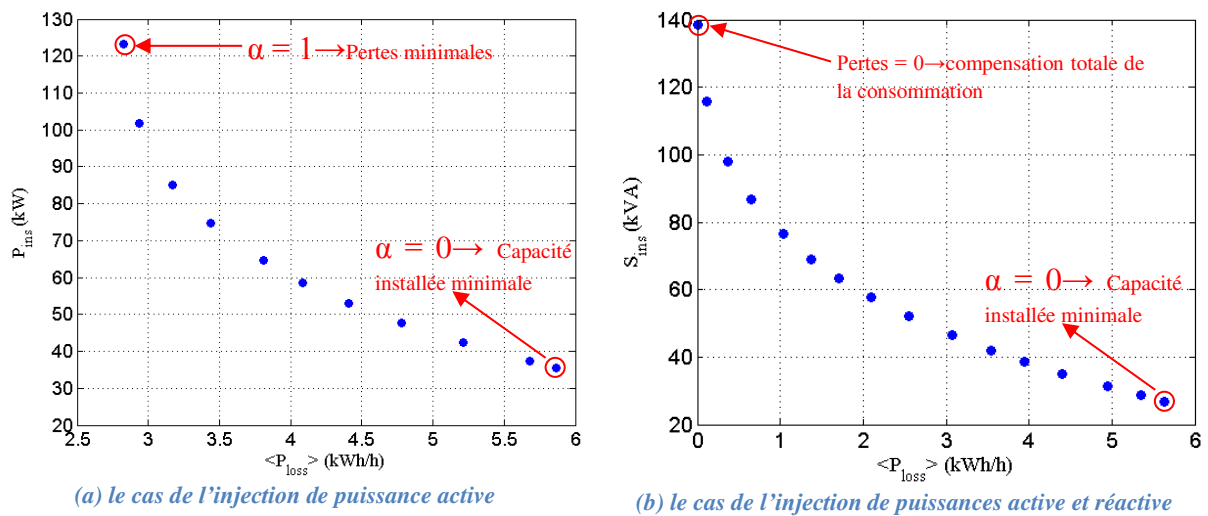 130
120
110
100
90
80
70
60
50
40
30
20
P_ins (kW)
α = 1→Pertes minimales
α = 0→ Capacité
installée minimale
2.5 3 3.5 4 4.5 5 5.5 6
<P_loss> (kWh/h)
(a) le cas de l'injection de puissance active
140
120
100
80
60
40
20
S_ins (kVA)
Pertes = 0→compensation totale de
la consommation
α = 0→ Capacité
installée minimale
0 1 2 3 4 5 6
<P_loss> (kWh/h)
(b) le cas de l'injection de puissances active et réactive